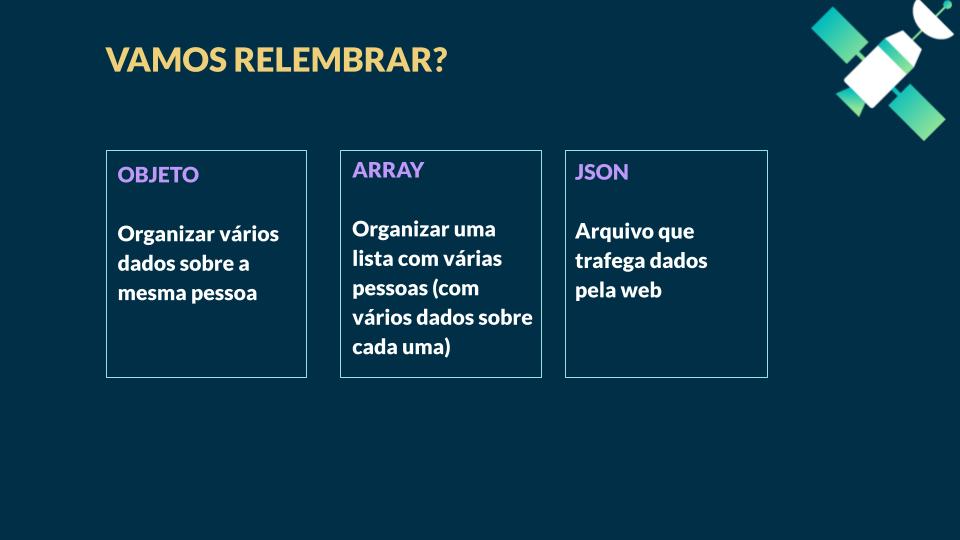 VAMOS RELEMBRAR?
OBJETO
Organizar vários
dados sobre a
mesma pessoa
ARRAY
Organizar uma
lista com várias
pessoas (com
vários dados sobre
cada uma)
JSON
Arquivo que
trafega dados
pela web